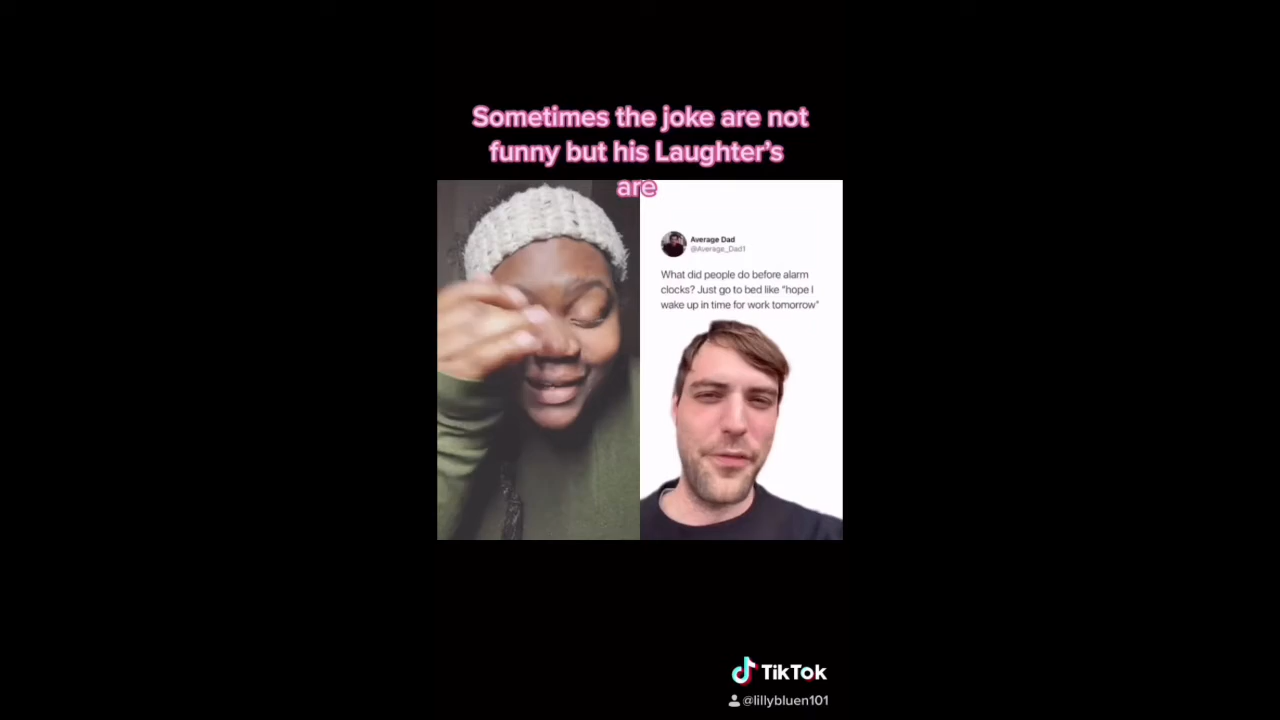 Sometimes the joke are not
funny but his Laughter's
are
Average Dad
@Average_Dad1
What did people do before alarm
clocks? Just go to bed like "hope I
wake up in time for work tomorrow"
TikTok
@lillybluen101